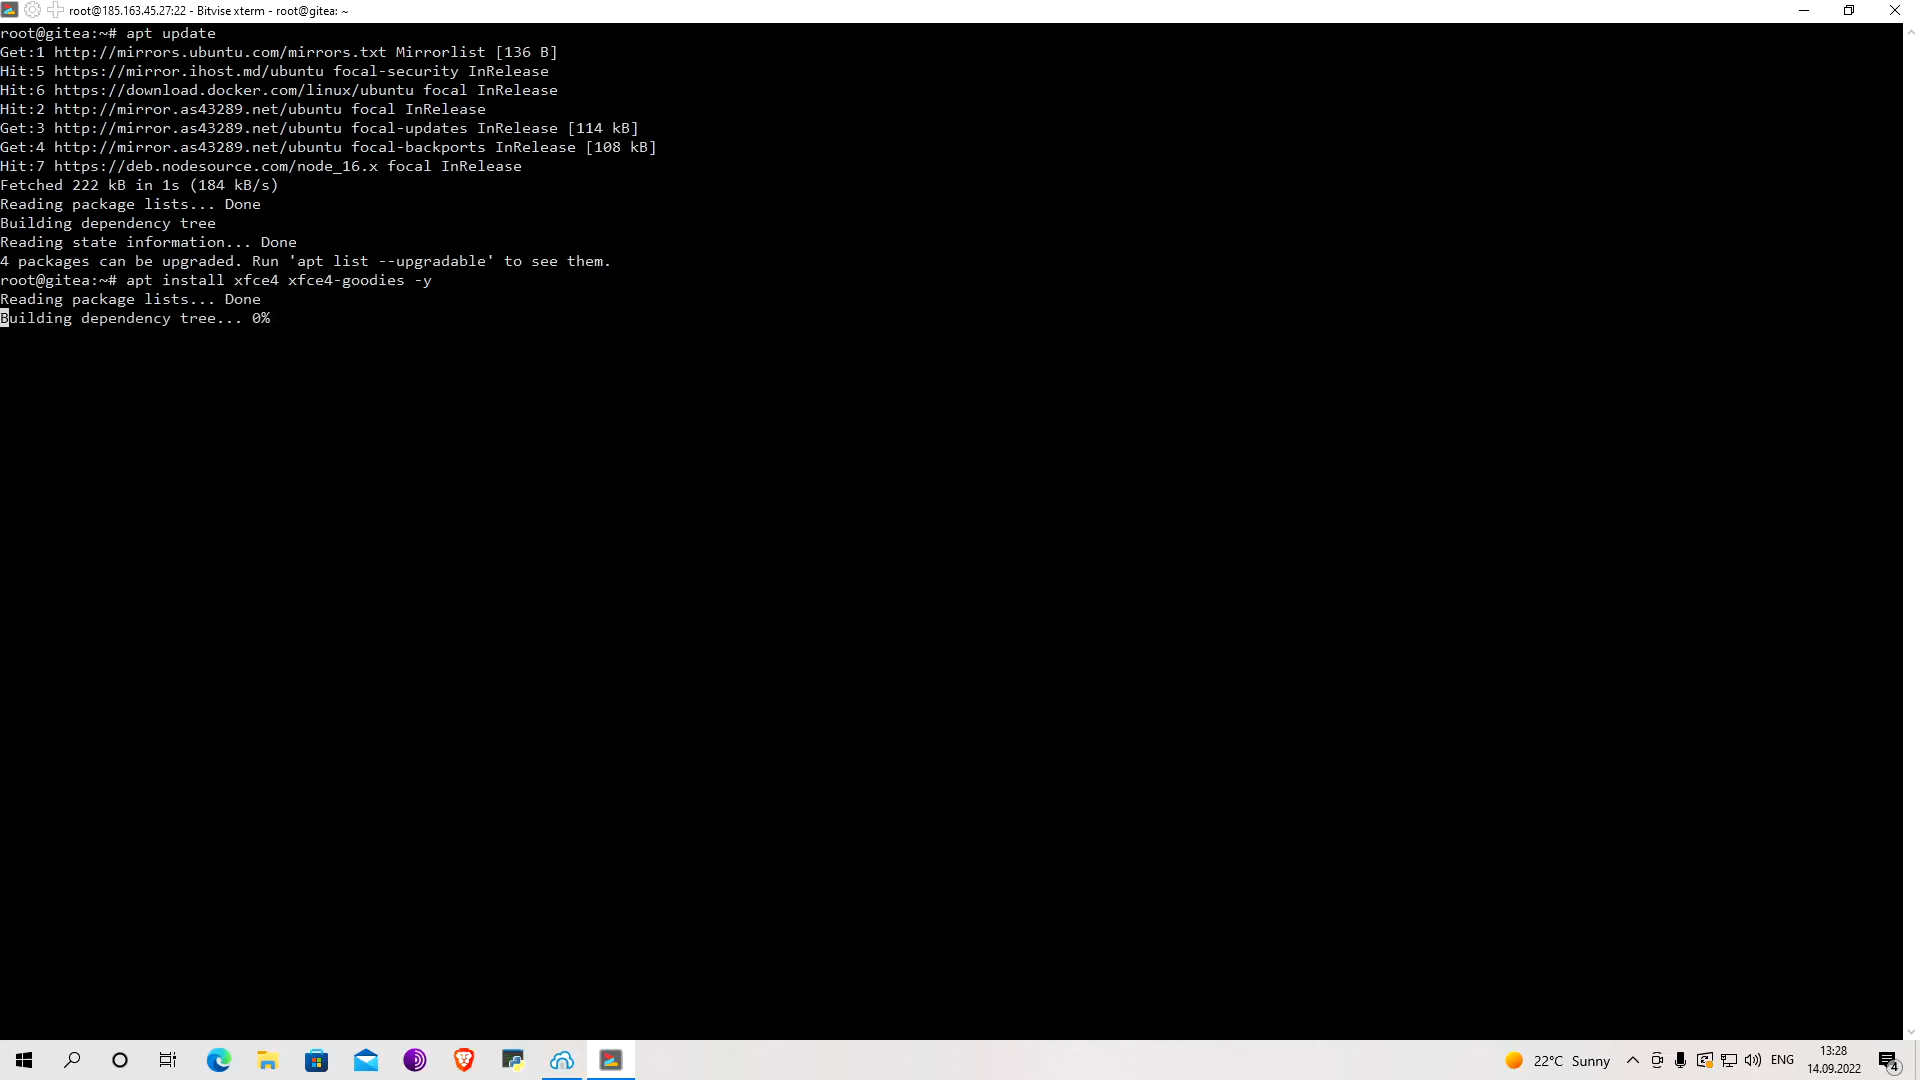 root@185.163.45.27:22 - Bitvise xterm - root@gitea: ~
root@gitea:~# apt update
Get:1 http://mirrors.ubuntu.com/mirrors.txt Mirrorlist [136 B]
Hit:5 https://mirror.ihost.md/ubuntu focal-security InRelease
Hit:6 https://download.docker.com/linux/ubuntu focal InRelease
Hit:2 http://mirror.as43289.net/ubuntu focal InRelease
Get:3 http://mirror.as43289.net/ubuntu focal-updates InRelease [114 kB]
Get:4 http://mirror.as43289.net/ubuntu focal-backports InRelease [108 kB]
Hit:7 https://deb.nodesource.com/node_16.x focal InRelease
Fetched 222 kB in 1s (184 kB/s)
Reading package lists... Done
Building dependency tree
Reading state information... Done
4 packages can be upgraded. Run 'apt list --upgradable' to see them.
root@gitea:~# apt install xfce4 xfce4-goodies -y
Reading package lists... Done
Building dependency tree... 0%
22°C Sunny
ENG
13:28
14.09.2022
4